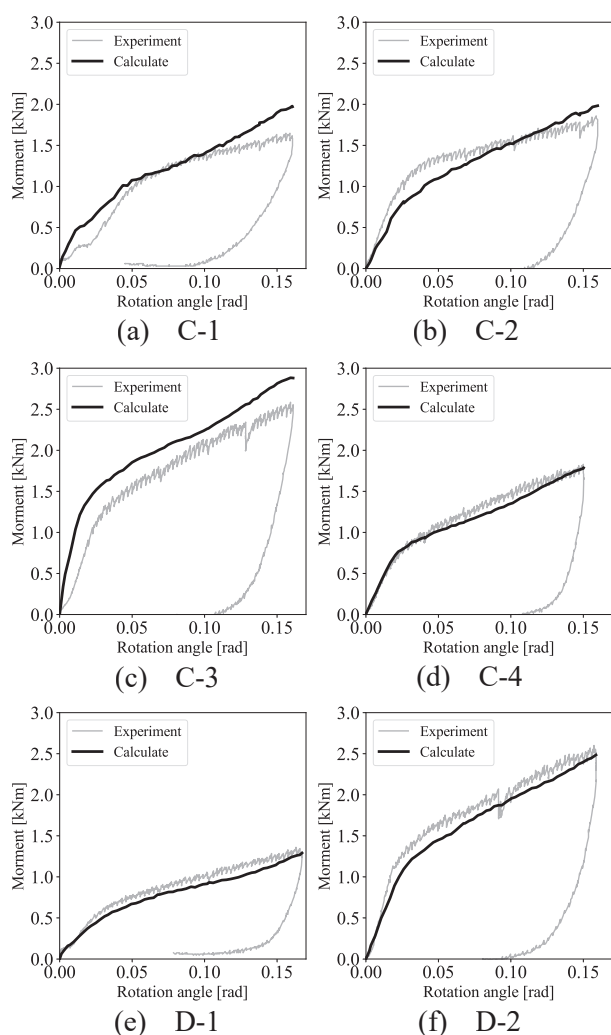 Experiment
Calculate
Morment [kNm]
3.0
2.5
2.0
1.5
1.0
0.5
0.0
0.00 0.05 0.10 0.15
Rotation angle [rad]
(a) C-1
Experiment
Calculate
Morment [kNm]
3.0
2.5
2.0
1.5
1.0
0.5
0.0
0.00 0.05 0.10 0.15
Rotation angle [rad]
(b) C-2
Experiment
Calculate
Morment [kNm]
3.0
2.5
2.0
1.5
1.0
0.5
0.0
0.00 0.05 0.10 0.15
Rotation angle [rad]
(c) C-3
Experiment
Calculate
Morment [kNm]
3.0
2.5
2.0
1.5
1.0
0.5
0.0
0.00 0.05 0.10 0.15
Rotation angle [rad]
(d) C-4
Experiment
Calculate
Morment [kNm]
3.0
2.5
2.0
1.5
1.0
0.5
0.0
0.00 0.05 0.10 0.15
Rotation angle [rad]
(e) D-1
Experiment
Calculate
Morment [kNm]
3.0
2.5
2.0
1.5
1.0
0.5
0.0
0.00 0.05 0.10 0.15
Rotation angle [rad]
(f) D-2